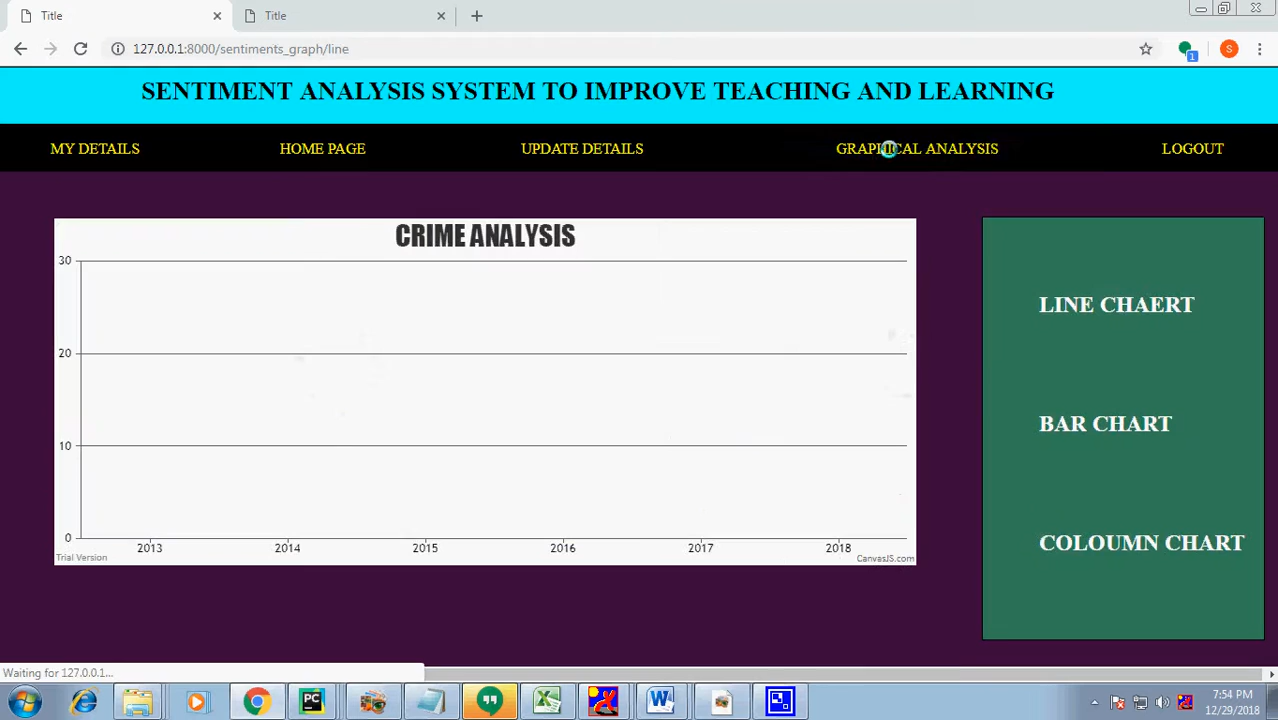 Title
Title
127.0.0.1:8000/sentiments_graph/line
S
1
SENTIMENT ANALYSIS SYSTEM TO IMPROVE TEACHING AND LEARNING
MY DETAILS
HOME PAGE
UPDATE DETAILS
GRAPHICAL ANALYSIS
LOGOUT
CRIME ANALYSIS
30
20
10
0
2013
2014
2015
2016
2017
2018
Trial Version
CanvasJS.com
LINE CHAERT
BAR CHART
COLOUMN CHART
Waiting for 127.0.0.1...
PC
7:54 PM
12/29/2018